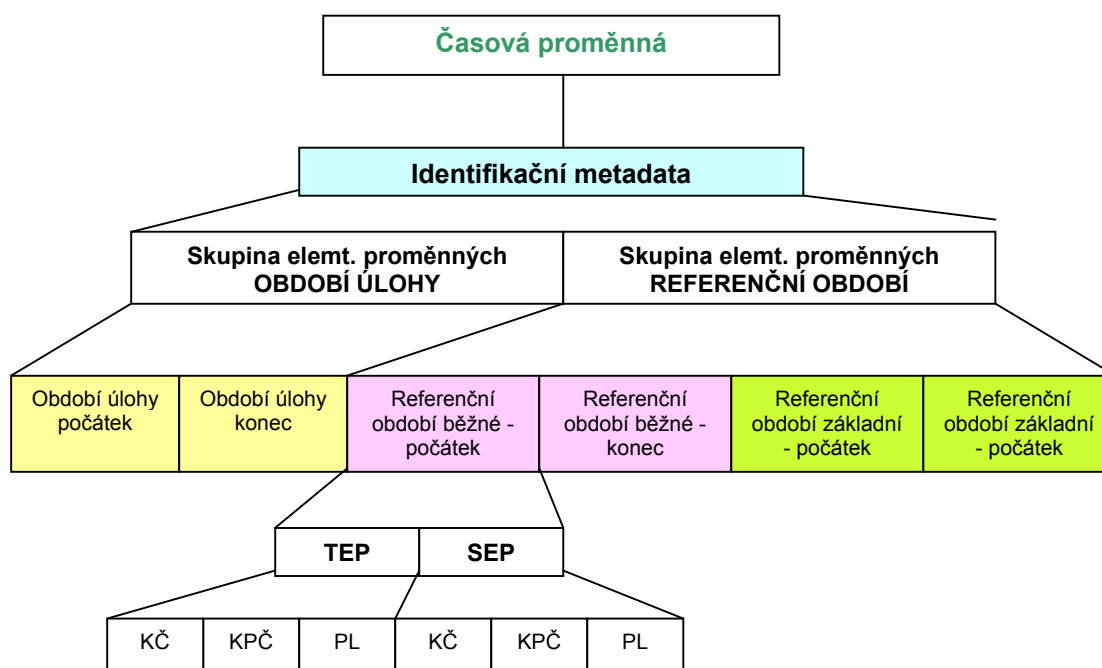 Časová proměnná
Identifikační metadata
Skupina elemt. proměnných
OBDOBÍ ÚLOHY
Skupina elemt. proměnných
REFERENČNÍ OBDOBÍ
Období úlohy
počátek
Období úlohy
konec
Referenční
období běžné -
počátek
Referenční
období běžné -
konec
Referenční
období základní
- počátek
Referenční
období základní
- počátek
TEP
SEP
KČ
KPČ
PL
KČ
KPČ
PL